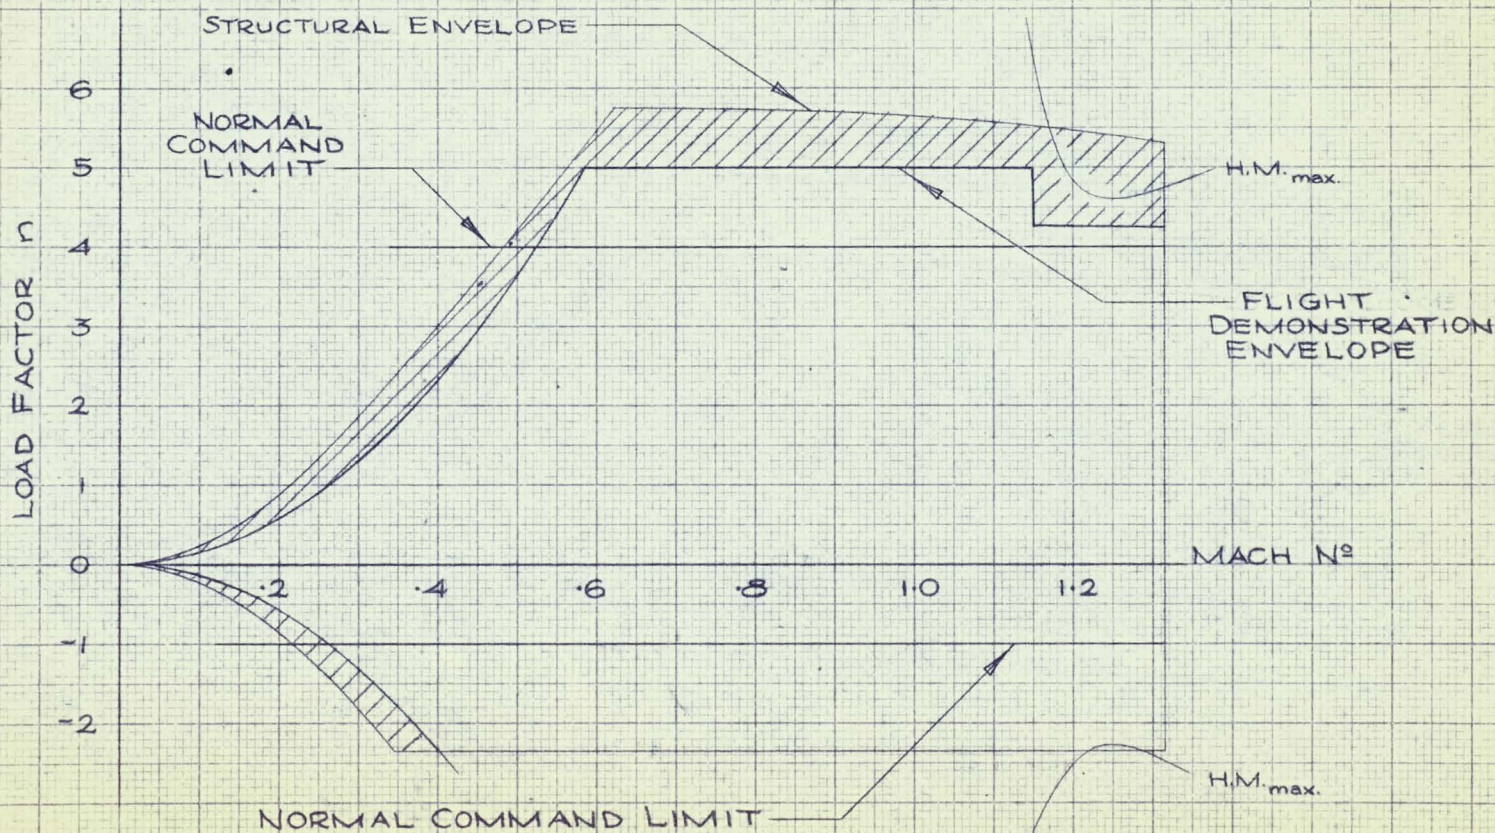 STRUCTURAL ENVELOPE
6
NORMAL
COMMAND
LIMIT
5
H.M.max.
4
FLIGHT
DEMONSTRATION
ENVELOPE
3
LOAD FACTOR n
2
1
0
MACH Nº
.2 .4 .6 .8 1.0 1.2
-1
-2
H.M.max.
NORMAL COMMAND LIMIT